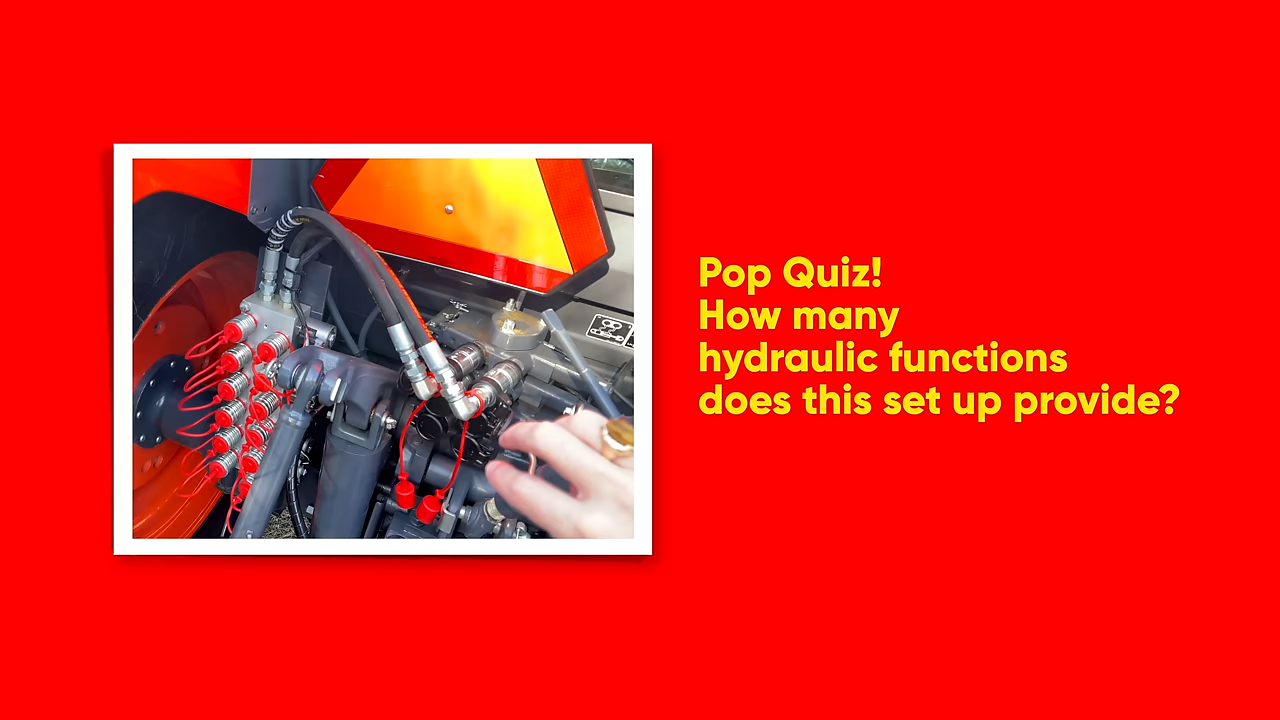 Pop Quiz!
How many
hydraulic functions
does this set up provide?